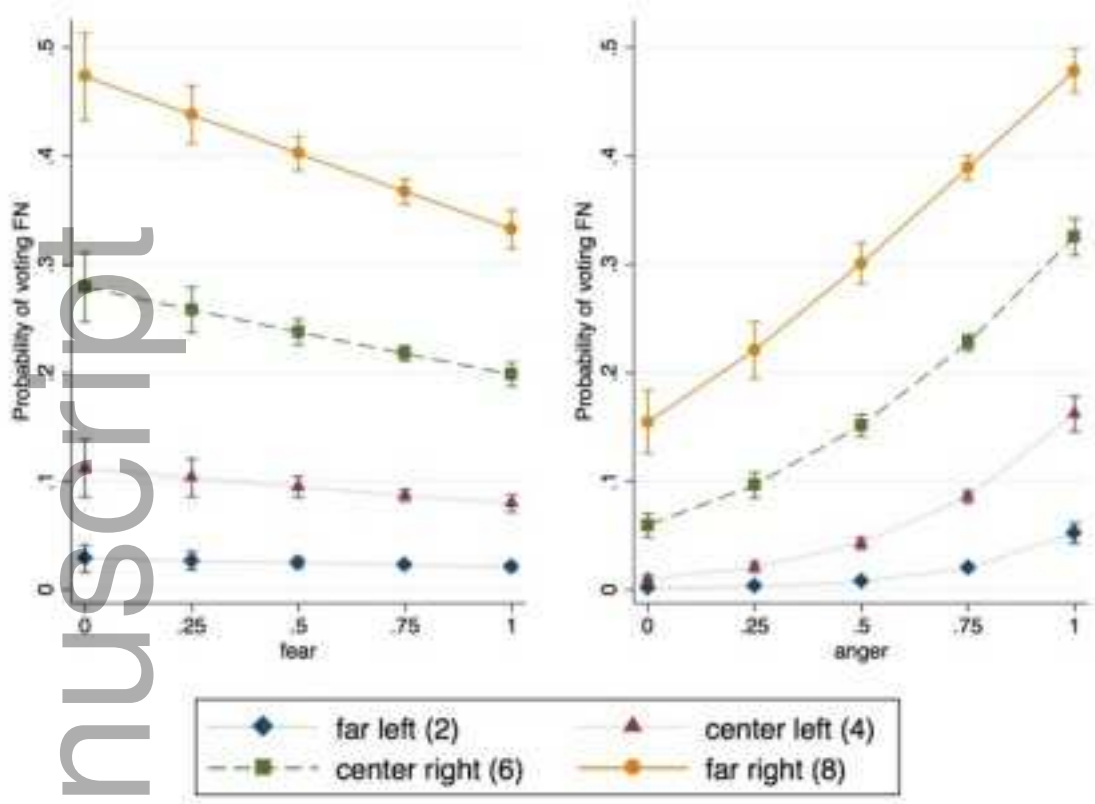 Probability of voting FN
.5
.4
.3
.2
.1
0
0 .25 .5 .75 1
fear
Probability of voting FN
.5
.4
.3
.2
.1
0
0 .25 .5 .75 1
anger
far left (2) center left (4)
center right (6) far right (8)
nuscript